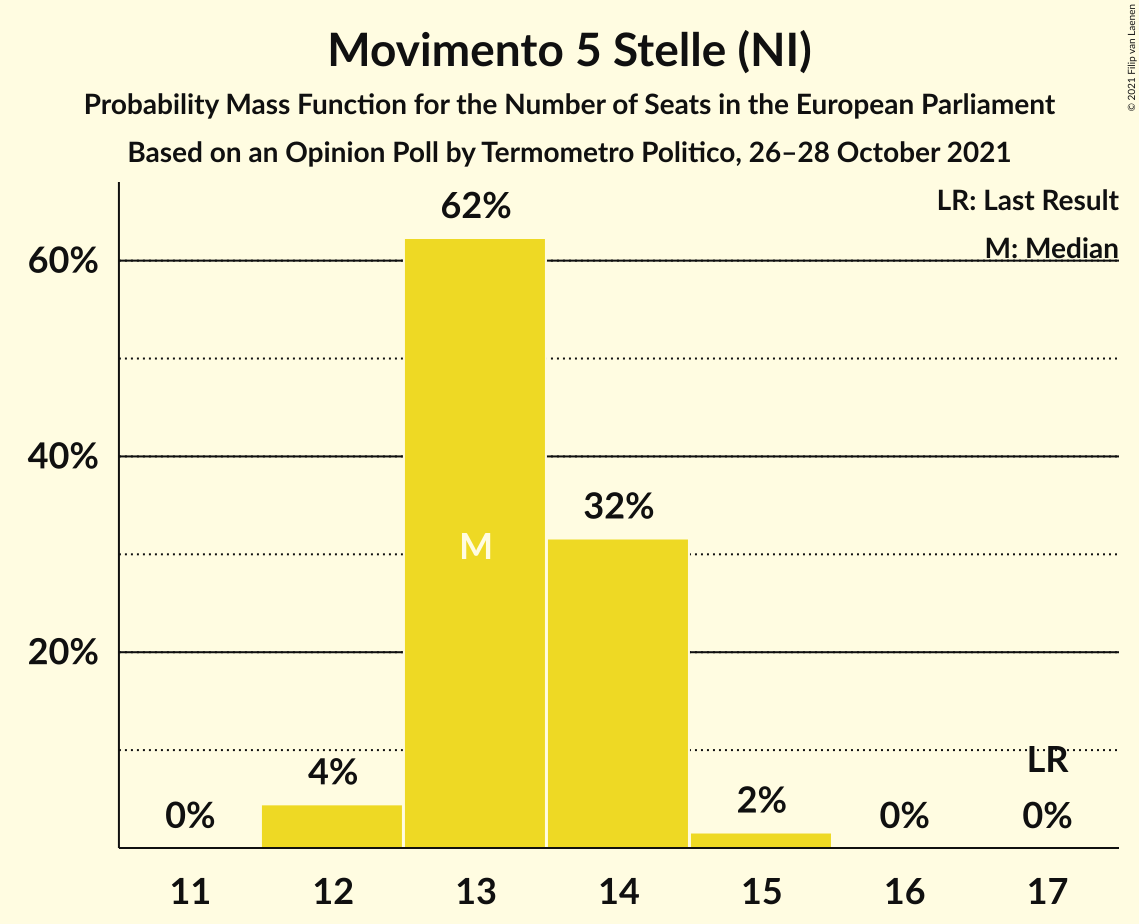 Movimento 5 Stelle (NI)
Probability Mass Function for the Number of Seats in the European Parliament
Based on an Opinion Poll by Termometro Politico, 26–28 October 2021
© 2021 Filip van Laenen
LR: Last Result
M: Median
60%
40%
20%
0%
4%
62%
M
32%
2%
0%
LR
0%
11 12 13 14 15 16 17